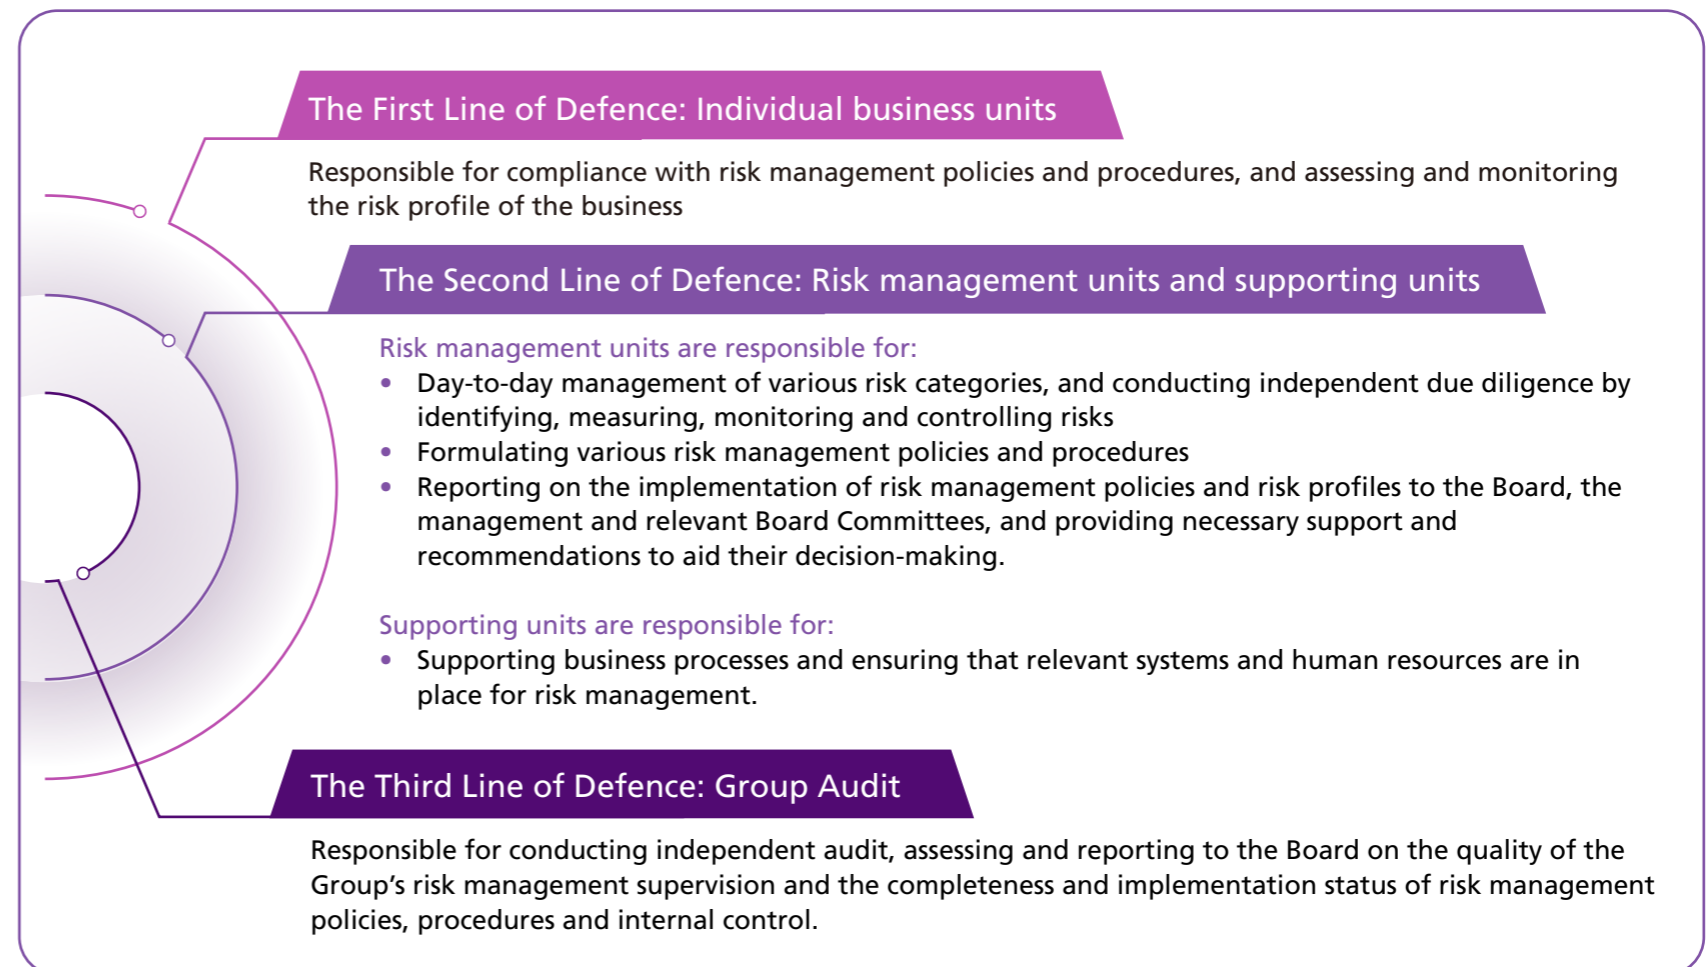 The First Line of Defence: Individual business units
Responsible for compliance with risk management policies and procedures, and assessing and monitoring
the risk profile of the business
The Second Line of Defence: Risk management units and supporting units
Risk management units are responsible for:
• Day-to-day management of various risk categories, and conducting independent due diligence by
identifying, measuring, monitoring and controlling risks
• Formulating various risk management policies and procedures
• Reporting on the implementation of risk management policies and risk profiles to the Board, the
management and relevant Board Committees, and providing necessary support and
recommendations to aid their decision-making.
Supporting units are responsible for:
• Supporting business processes and ensuring that relevant systems and human resources are in
place for risk management.
The Third Line of Defence: Group Audit
Responsible for conducting independent audit, assessing and reporting to the Board on the quality of the
Group’s risk management supervision and the completeness and implementation status of risk management
policies, procedures and internal control.